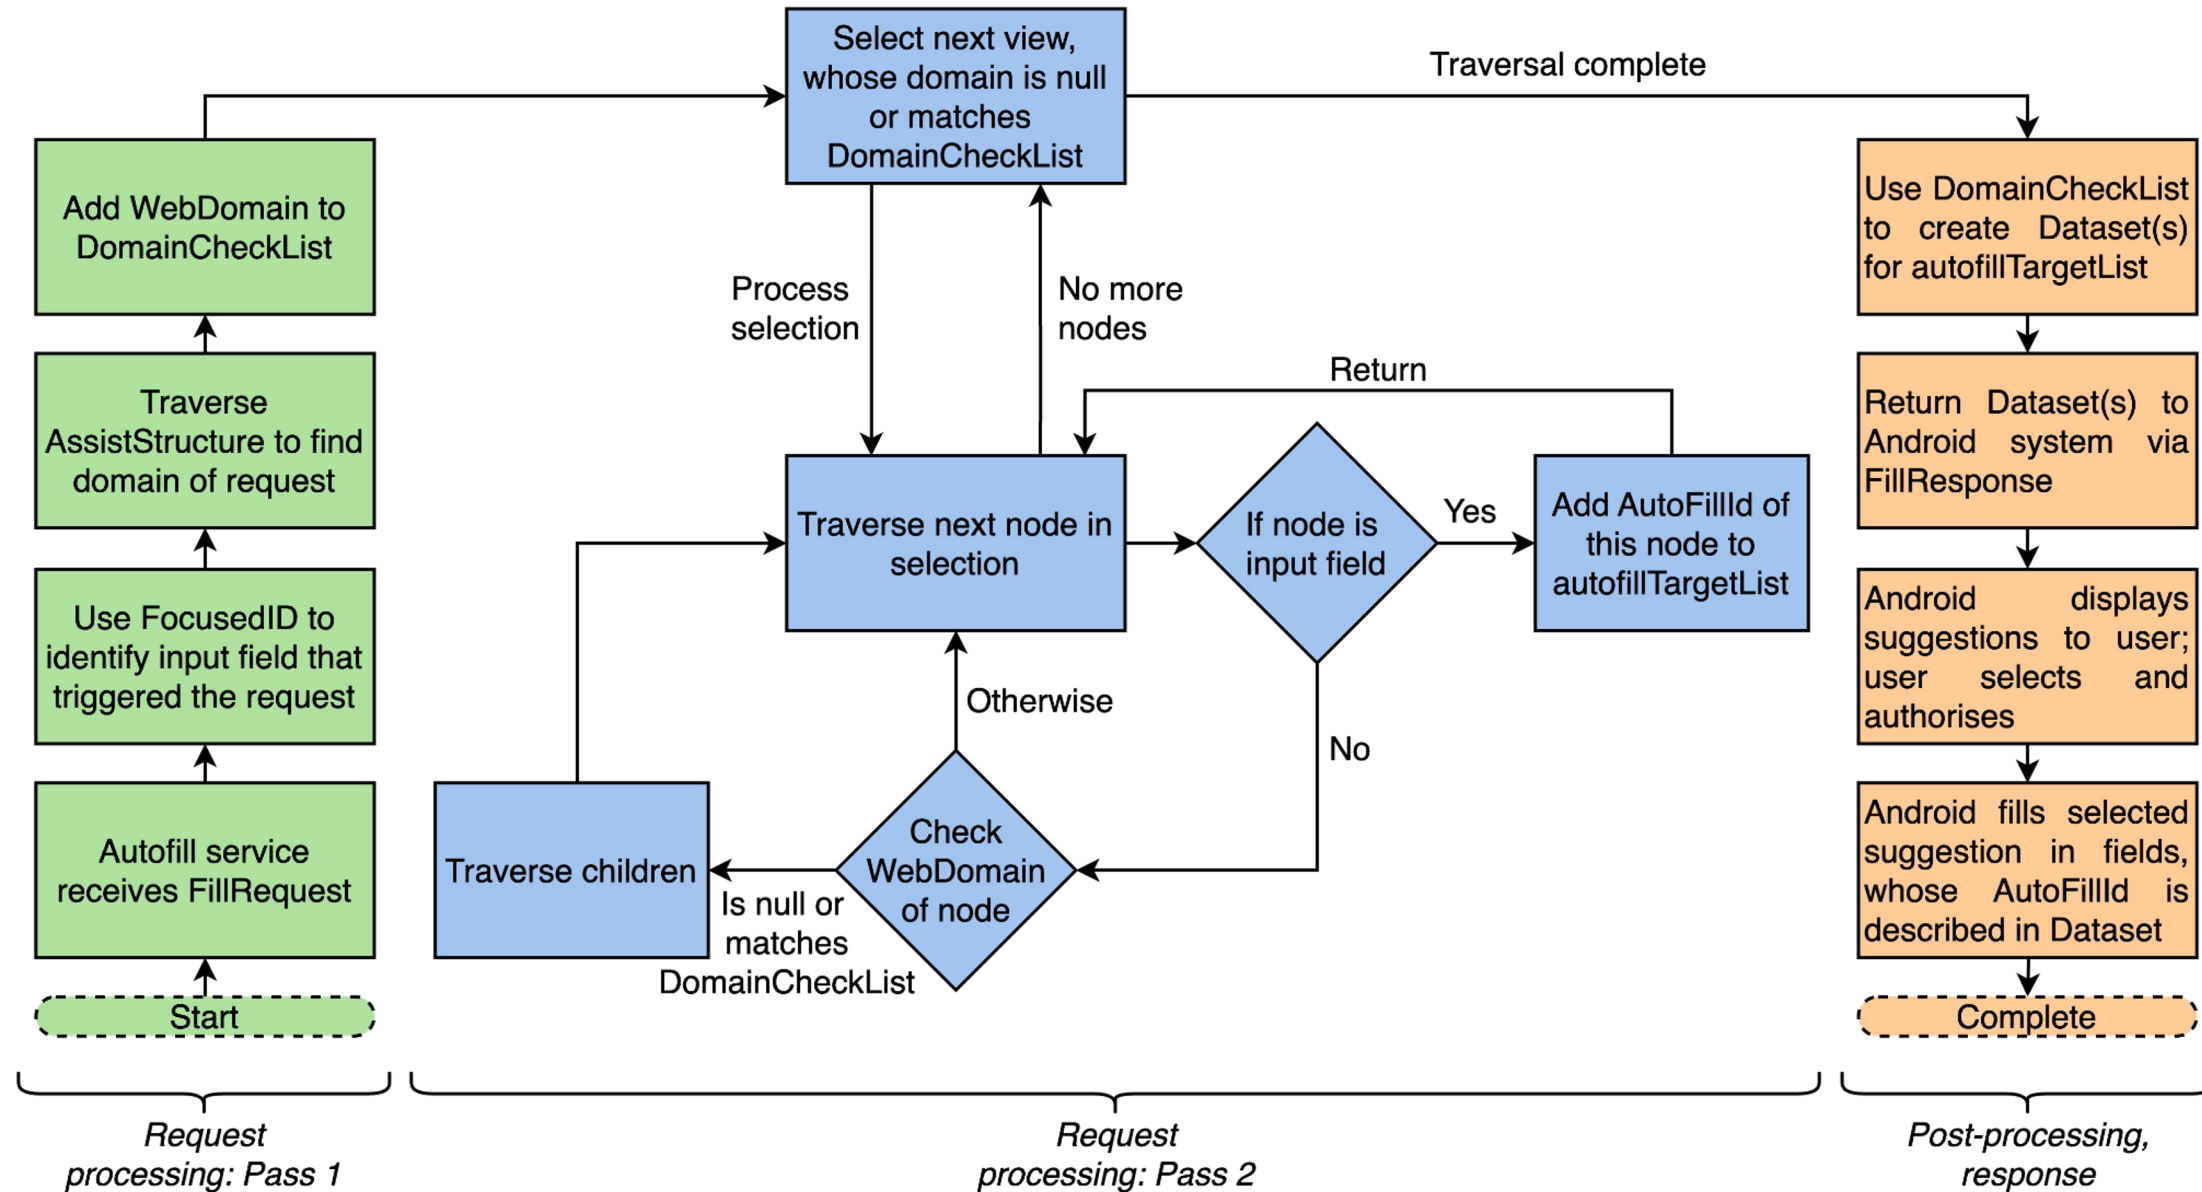 Select next view,
whose domain is null
or matches
DomainCheckList
Traversal complete
Add WebDomain to
DomainCheckList
Use DomainCheckList
to create Dataset(s)
for autofillTargetList
Process
selection
No more
nodes
Return
Traverse
AssistStructure to find
domain of request
Return Dataset(s) to
Android system via
FillResponse
Traverse next node in
selection
If node is
input field
Yes
Add AutoFillId of
this node to
autofillTargetList
Use FocusedID to
identify input field that
triggered the request
Android displays
suggestions to user;
user selects and
authorises
Otherwise
No
Autofill service
receives FillRequest
Traverse children
Check
WebDomain
of node
Is null or
matches
DomainCheckList
Android fills selected
suggestion in fields,
whose AutoFillId is
described in Dataset
Start
Complete
Request
processing: Pass 1
Request
processing: Pass 2
Post-processing,
response